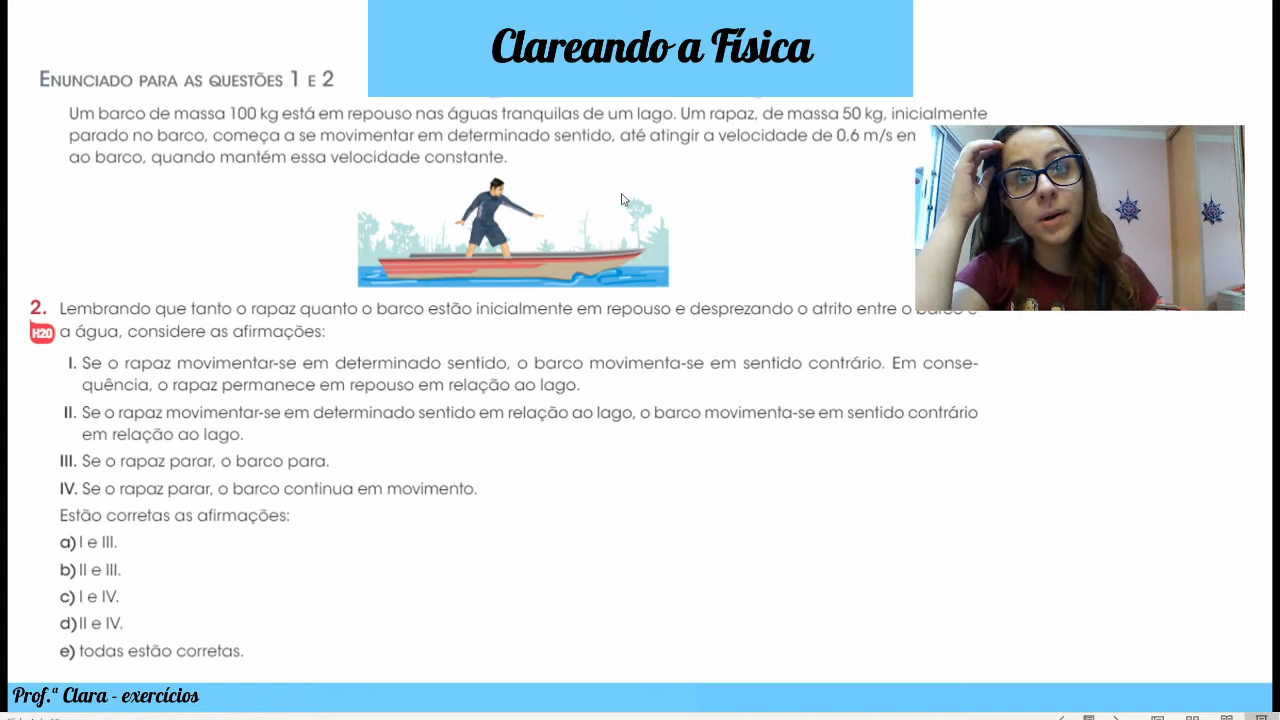 Clareando a Física
ENUNCIADO PARA AS QUESTÕES 1 E 2
Um barco de massa 100 kg está em repouso nas águas tranquilas de um lago. Um rapaz, de massa 50 kg, inicialmente
parado no barco, começa a se movimentar em determinado sentido, até atingir a velocidade de 0,6 m/s em
ao barco, quando mantém essa velocidade constante.
2. Lembrando que tanto o rapaz quanto o barco estão inicialmente em repouso e desprezando o atrito entre o barco e
H20 a água, considere as afirmações:
I. Se o rapaz movimentar-se em determinado sentido, o barco movimenta-se em sentido contrário. Em conse-
quência, o rapaz permanece em repouso em relação ao lago.
II. Se o rapaz movimentar-se em determinado sentido em relação ao lago, o barco movimenta-se em sentido contrário
em relação ao lago.
III. Se o rapaz parar, o barco para.
IV. Se o rapaz parar, o barco continua em movimento.
Estão corretas as afirmações:
a) I e III.
b) II e III.
c) I e IV.
d) II e IV.
e) todas estão corretas.
Prof.ª Clara - exercícios